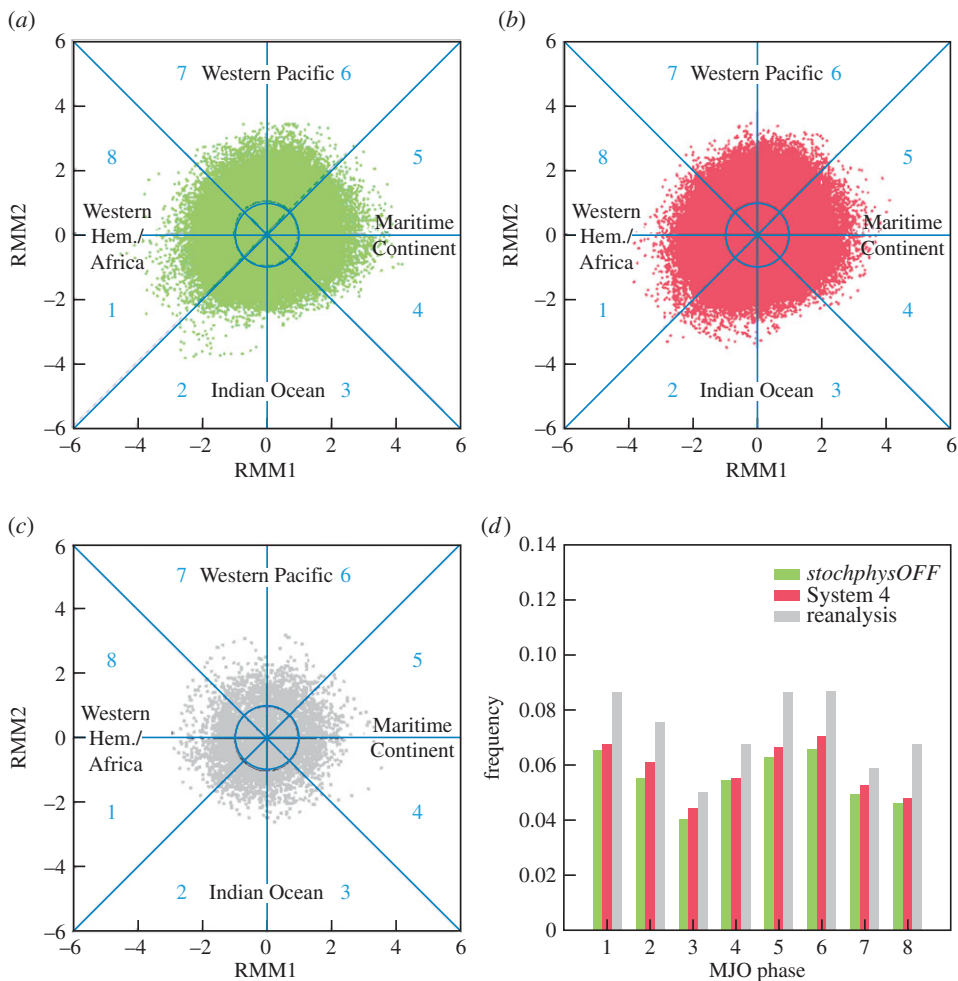 (a)
6
4
2
0
–2
–4
–6
RMM2
7 Western Pacific 6
8
5
Western
Hem./
Africa
Maritime
Continent
1
4
2 Indian Ocean 3
–6 –4 –2 0 2 4 6
RMM1
(b)
6
4
2
0
–2
–4
–6
RMM2
7 Western Pacific 6
8
5
Western
Hem./
Africa
Maritime
Continent
1
4
2 Indian Ocean 3
–6 –4 –2 0 2 4 6
RMM1
(c)
6
4
2
0
–2
–4
–6
RMM2
7 Western Pacific 6
8
5
Western
Hem./
Africa
Maritime
Continent
1
4
2 Indian Ocean 3
–6 –4 –2 0 2 4 6
RMM1
(d)
0.14
0.12
0.10
0.08
0.06
0.04
0.02
0.00
frequency
stochphysOFF
System 4
reanalysis
1 2 3 4 5 6 7 8
MJO phase